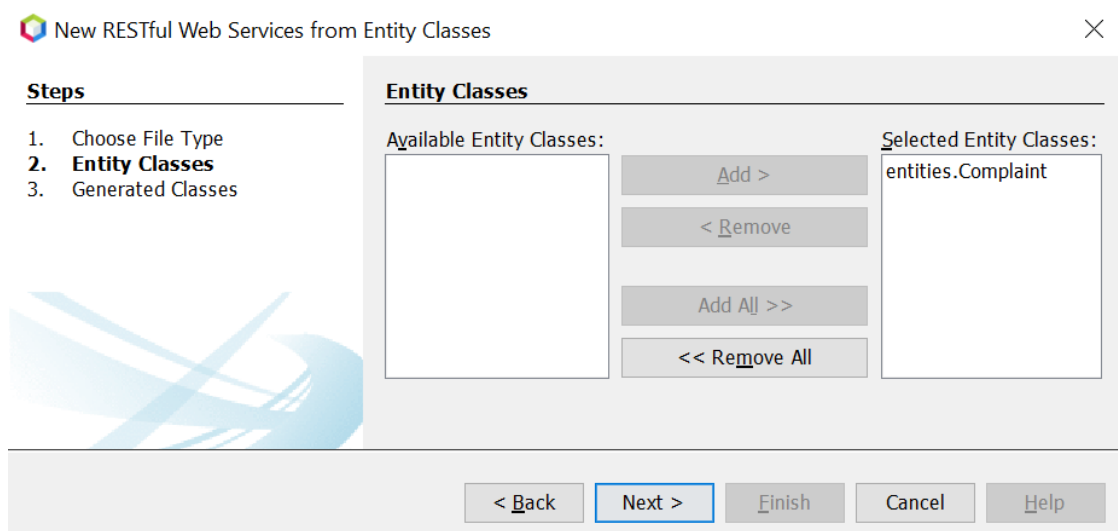 New RESTful Web Services from Entity Classes
Steps
1. Choose File Type
2. Entity Classes
3. Generated Classes
Entity Classes
Available Entity Classes:
Add >
< Remove
Add All >>
<< Remove All
Selected Entity Classes:
entities.Complaint
< Back
Next >
Finish
Cancel
Help